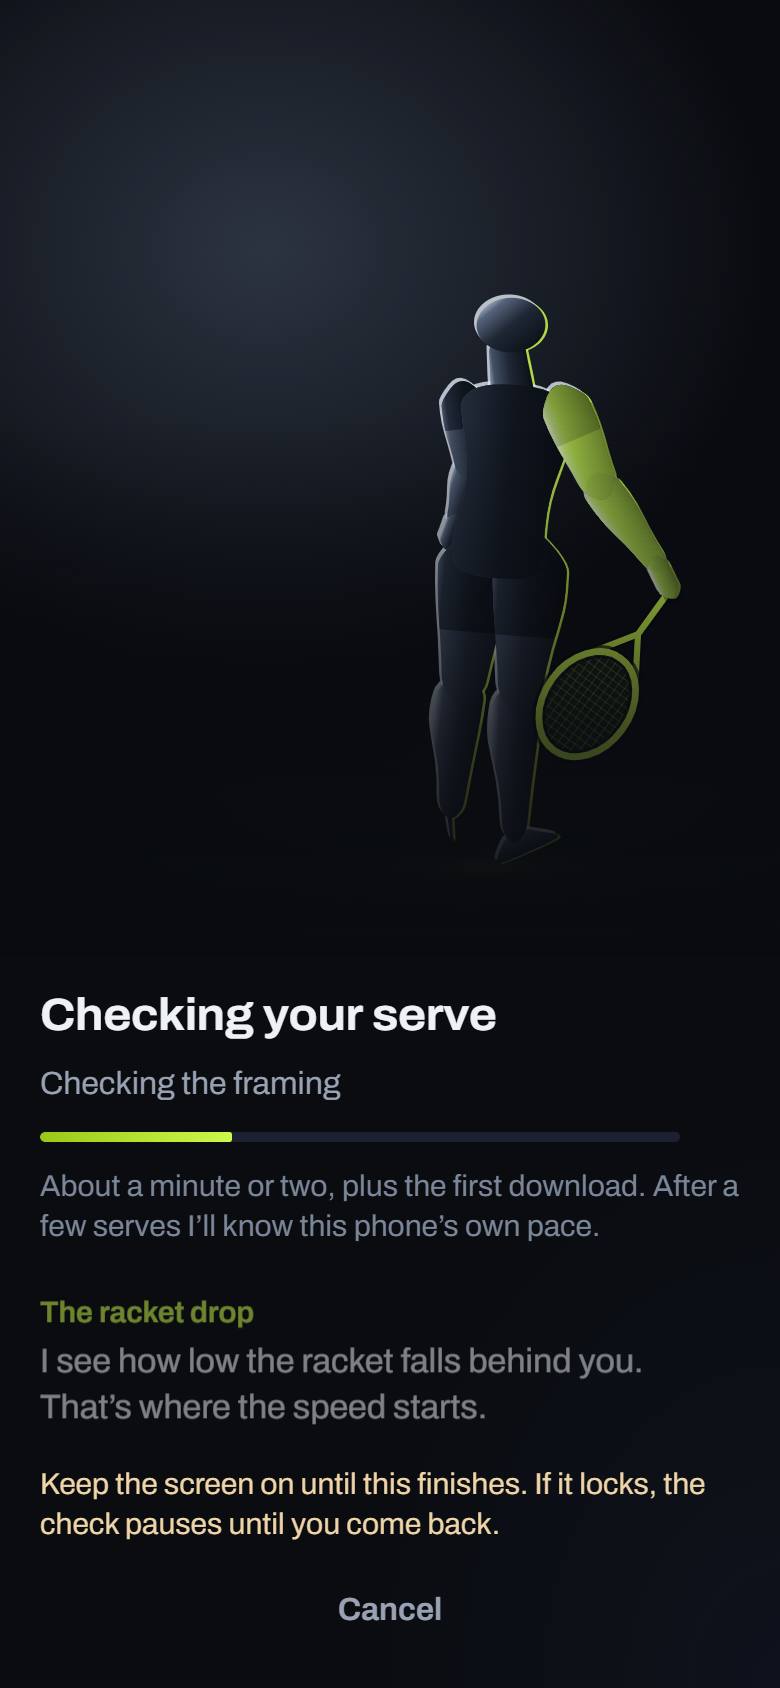 Checking your serve
Checking the framing
About a minute or two, plus the first download. After a
few serves I’ll know this phone’s own pace.
The racket drop
I see how low the racket falls behind you.
That’s where the speed starts.
Keep the screen on until this finishes. If it locks, the
check pauses until you come back.
Cancel